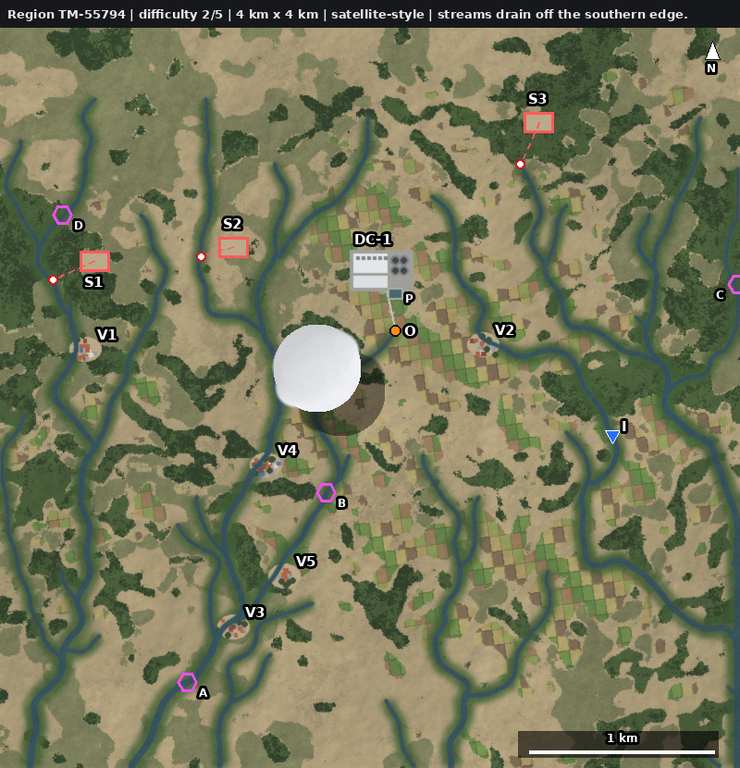 Region TM-55794 | difficulty 2/5 | 4 km x 4 km | satellite-style | streams drain off the southern edge.
N
S3
D
S2
DC-1
S1
P
C
O
V1
V2
I
V4
B
V5
V3
A
1 km